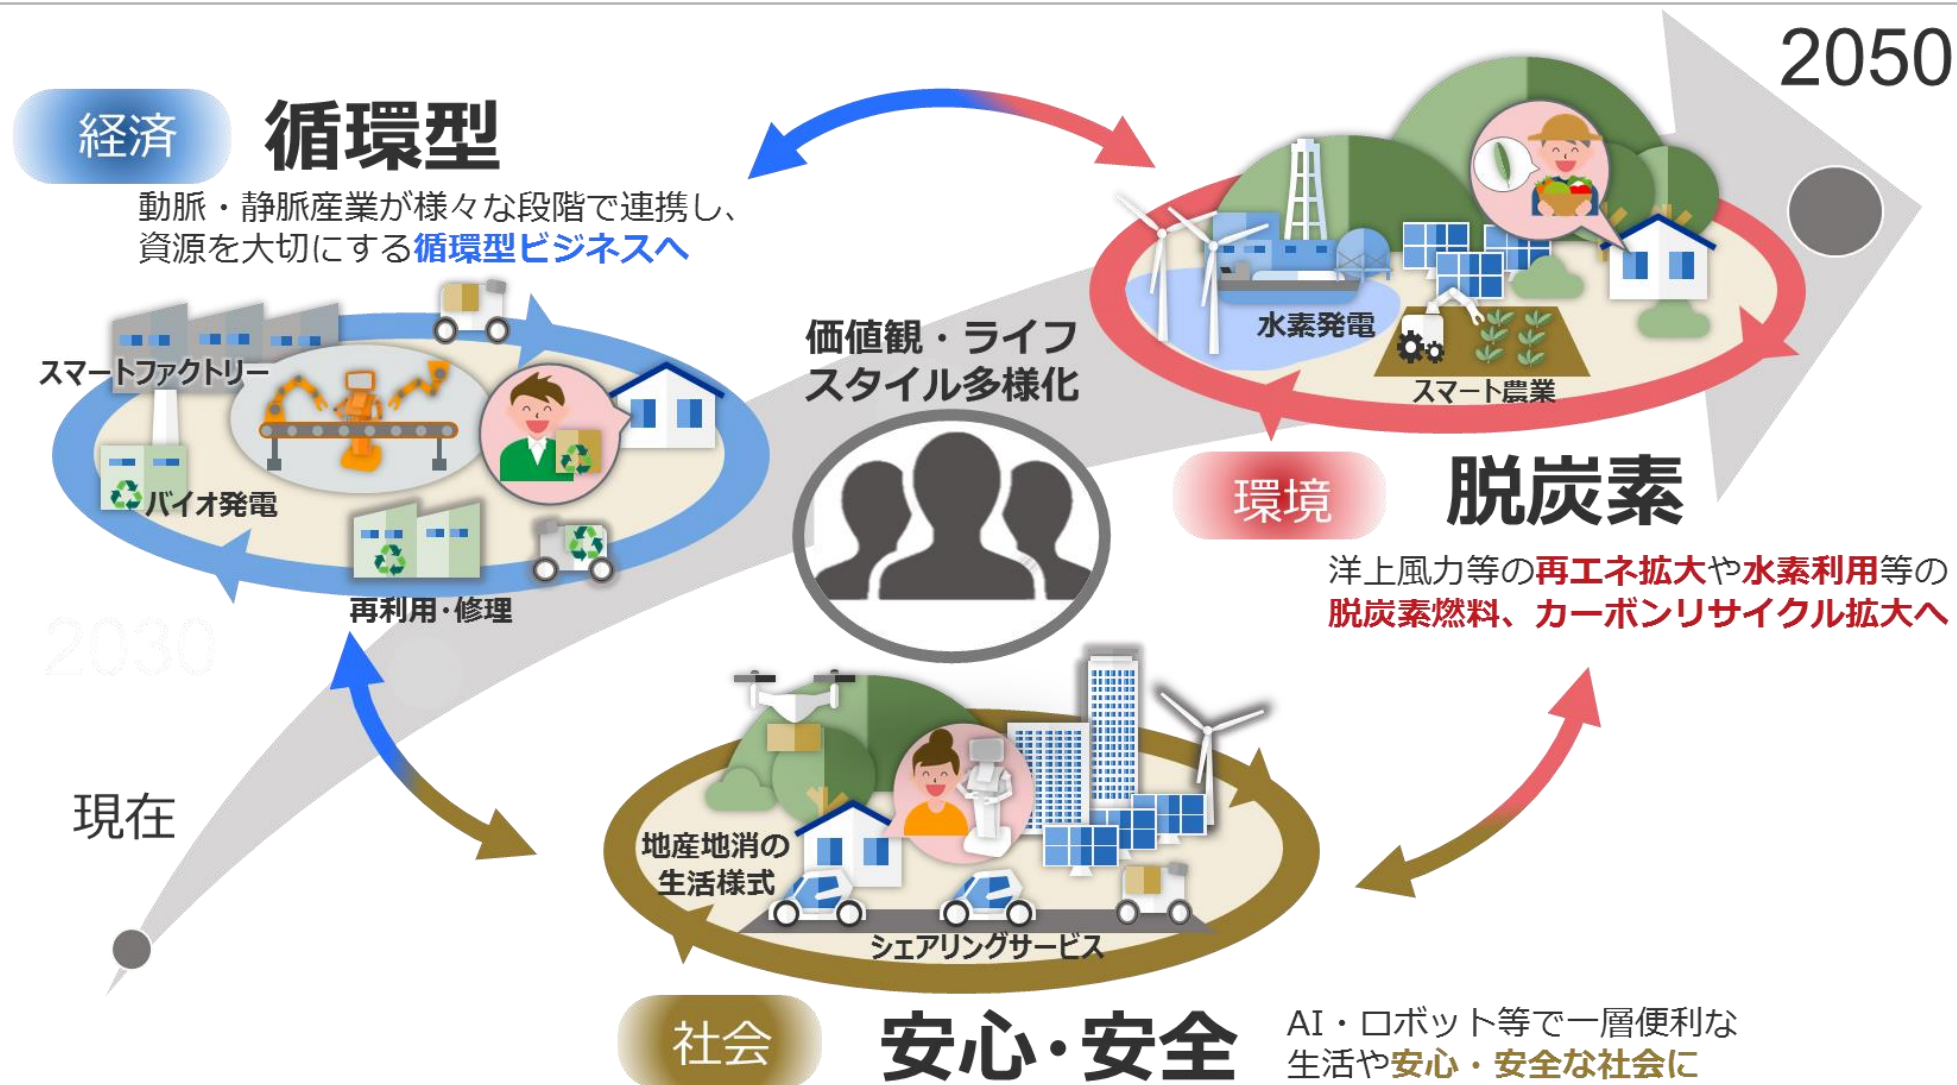 2050
経済
循環型
動脈・静脈産業が様々な段階で連携し、
資源を大切にする循環型ビジネスへ
スマートファクトリー
バイオ発電
再利用・修理
価値観・ライフ
スタイル多様化
水素発電
スマート農業
環境
脱炭素
洋上風力等の再エネ拡大や水素利用等の
脱炭素燃料、カーボンリサイクル拡大へ
2030
現在
地産地消の
生活様式
シェアリングサービス
社会
安心・安全
AI・ロボット等で一層便利な
生活や安心・安全な社会に